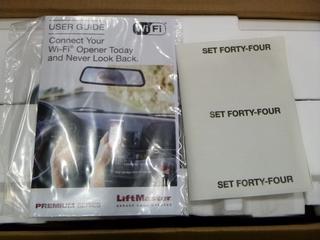 USER GUIDE
WiFi
Connect Your
Wi-Fi® Opener Today
and Never Look Back.
PREMIUM SERIES
LiftMaster
SET FORTY-FOUR
SET FORTY-FOUR
SET FORTY-FOUR